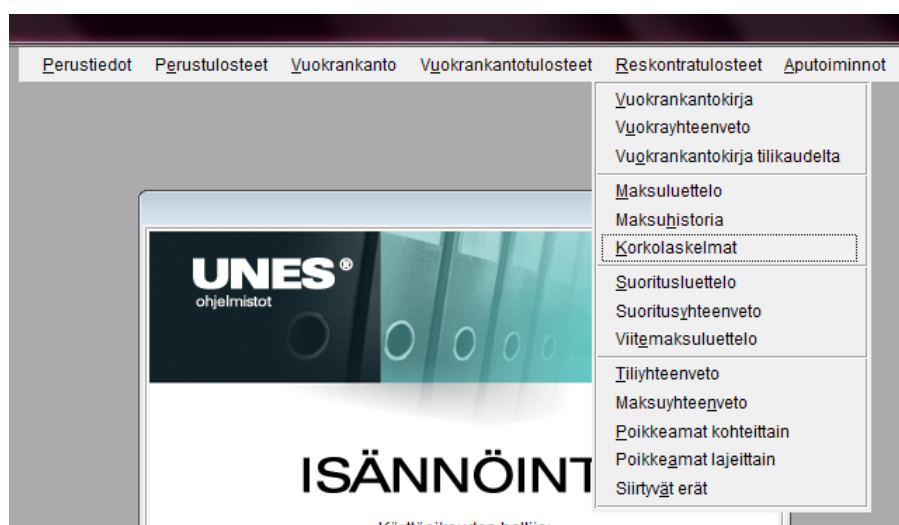 Perustiedot Perustulosteet Vuokrankanto Vuokrankantotulosteet Reskontratulosteet Aputoiminnot
Vuokrankantokirja
Vuokrayhteenveto
Vuokrankantokirja tilikaudelta
Maksuluettelo
Maksuhistoria
Korkolaskelmat
Suoritusluettelo
Suoritusyhteenveto
Viitemaksuluettelo
Tiliyhteenveto
Maksuyhteenveto
Poikkeamat kohteittain
Poikkeamat lajeittain
Siirtyvät erät
UNES®
ohjelmistot
ISÄNNÖINT